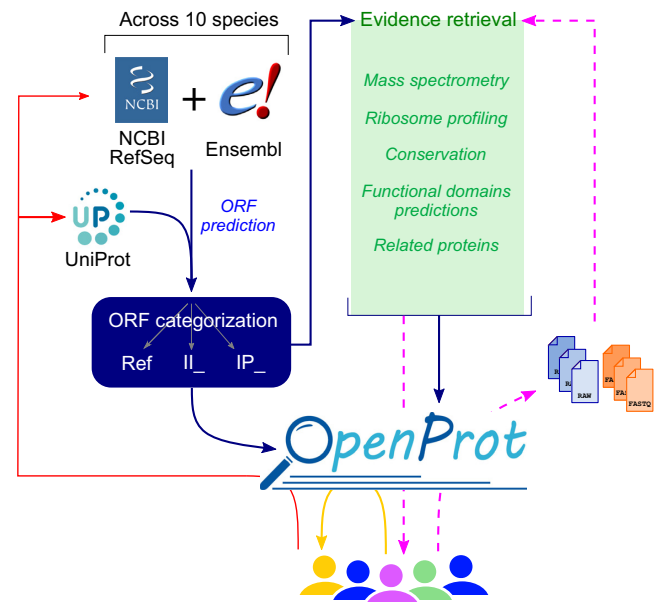 Across 10 species
Evidence retrieval
NCBI
+
e!
NCBI
RefSeq
Ensembl
Mass spectrometry
Ribosome profiling
Conservation
Functional domains
predictions
Related proteins
UP
UniProt
ORF
prediction
ORF categorization
Ref II_ IP_
RAW
FASTQ
OpenProt